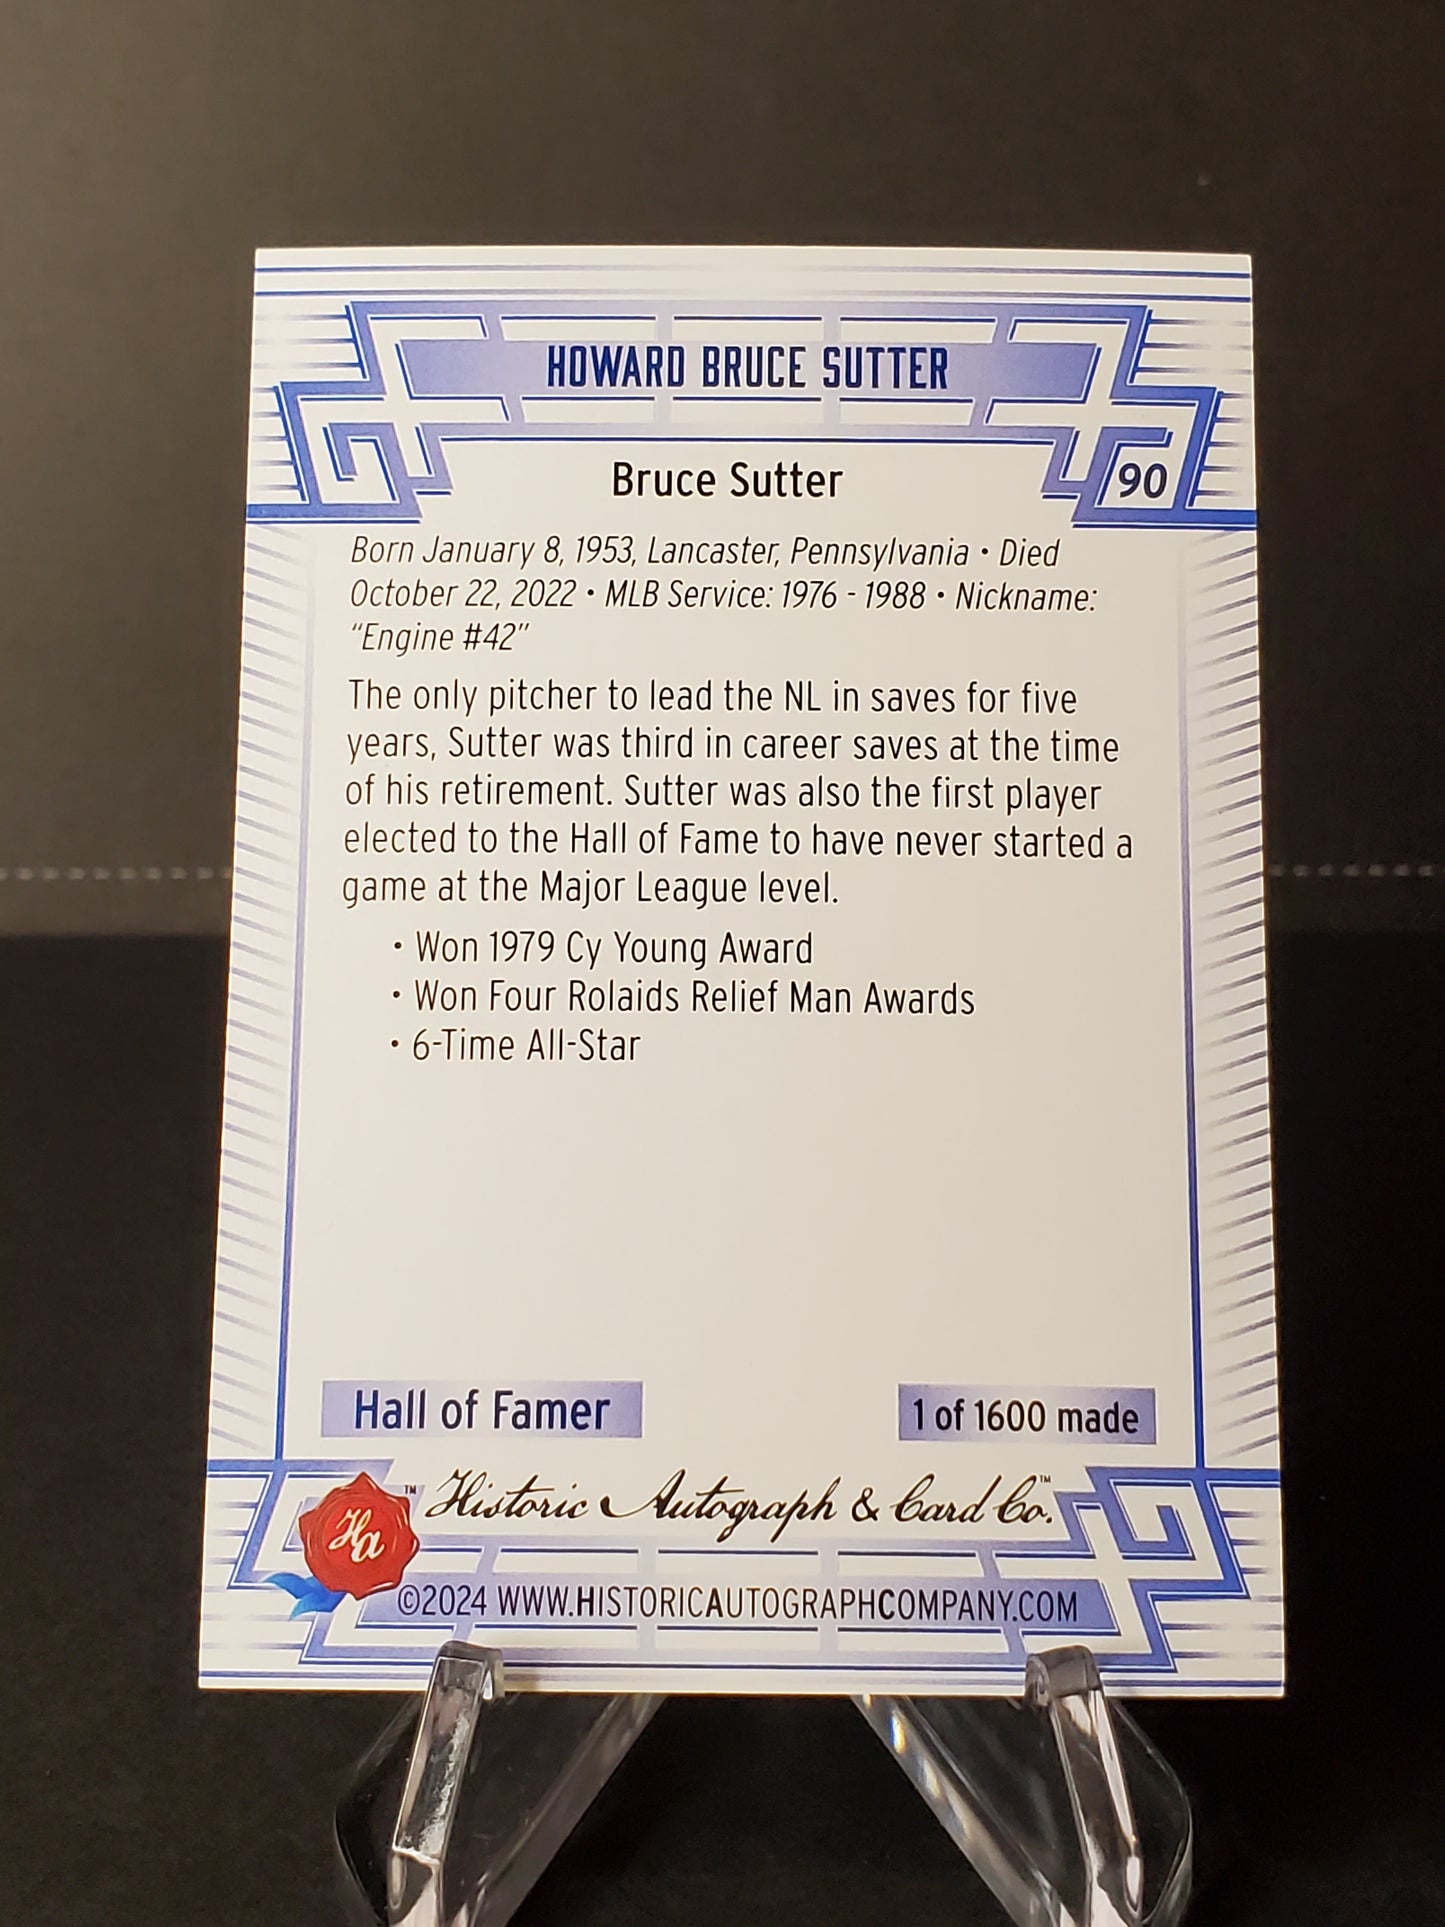 HOWARD BRUCE SUTTER
Bruce Sutter
90
Born January 8, 1953, Lancaster, Pennsylvania • Died
October 22, 2022 • MLB Service: 1976 - 1988 • Nickname:
“Engine #42”
The only pitcher to lead the NL in saves for five
years, Sutter was third in career saves at the time
of his retirement. Sutter was also the first player
elected to the Hall of Fame to have never started a
game at the Major League level.
• Won 1979 Cy Young Award
• Won Four Rolaids Relief Man Awards
• 6-Time All-Star
Hall of Famer
1 of 1600 made
Ha ™ Historic Autograph & Card Co.™
©2024 WWW.HISTORICAUTOGRAPHCOMPANY.COM